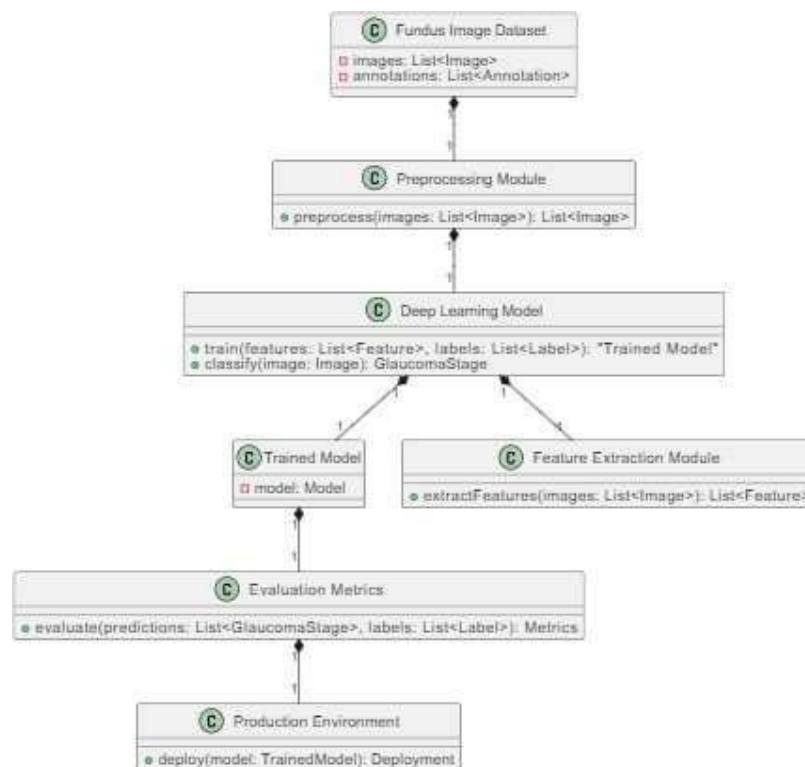 C Fundus Image Dataset
images: List<Image>
annotations: List<Annotation>
1
1
C Preprocessing Module
preprocess(images: List<Image>): List<Image>
1
1
C Deep Learning Model
train(features: List<Feature>, labels: List<Label>): "Trained Model"
classify(image: Image): GlaucomaStage
1 1
1 1
C Trained Model
model: Model
C Feature Extraction Module
extractFeatures(images: List<Image>): List<Feature>
1
1
C Evaluation Metrics
evaluate(predictions: List<GlaucomaStage>, labels: List<Label>): Metrics
1
1
C Production Environment
deploy(model: TrainedModel): Deployment